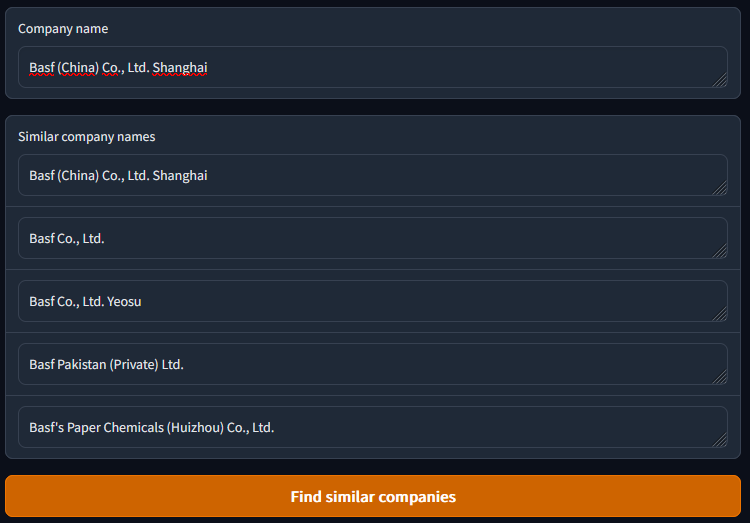 Company name
Basf (China) Co., Ltd. Shanghai
Similar company names
Basf (China) Co., Ltd. Shanghai
Basf Co., Ltd.
Basf Co., Ltd. Yeosu
Basf Pakistan (Private) Ltd.
Basf's Paper Chemicals (Huizhou) Co., Ltd.
Find similar companies